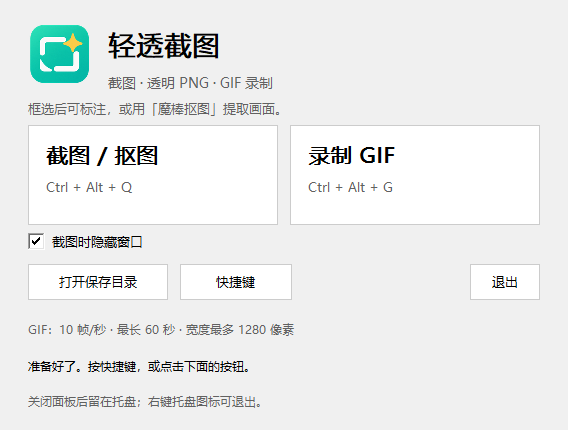 轻透截图
截图 · 透明 PNG · GIF 录制
框选后可标注，或用「魔棒抠图」提取画面。
截图 / 抠图
Ctrl + Alt + Q
录制 GIF
Ctrl + Alt + G
截图时隐藏窗口
打开保存目录
快捷键
退出
GIF：10 帧/秒 · 最长 60 秒 · 宽度最多 1280 像素
准备好了。按快捷键，或点击下面的按钮。
关闭面板后留在托盘；右键托盘图标可退出。